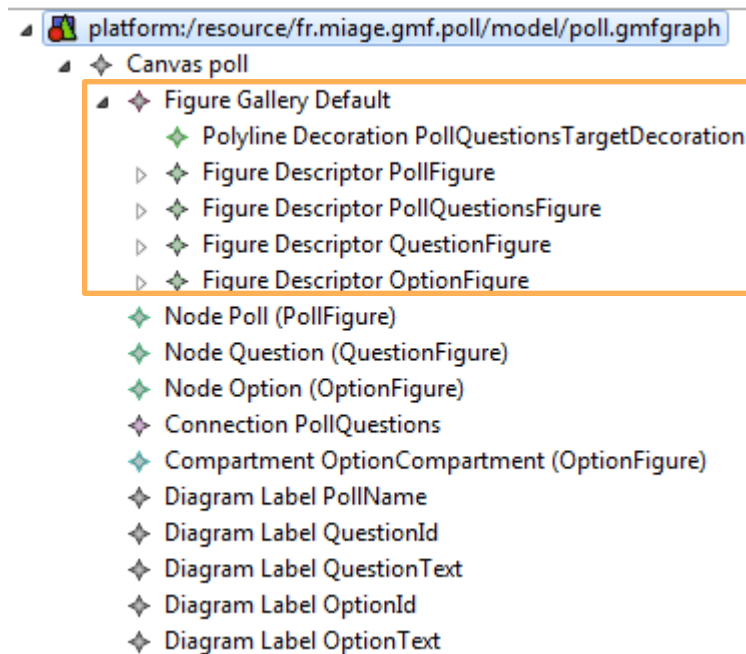 platform:/resource/fr.miage.gmf.poll/model/poll.gmfgraph
Canvas poll
Figure Gallery Default
Polyline Decoration PollQuestionsTargetDecoration
Figure Descriptor PollFigure
Figure Descriptor PollQuestionsFigure
Figure Descriptor QuestionFigure
Figure Descriptor OptionFigure
Node Poll (PollFigure)
Node Question (QuestionFigure)
Node Option (OptionFigure)
Connection PollQuestions
Compartment OptionCompartment (OptionFigure)
Diagram Label PollName
Diagram Label QuestionId
Diagram Label QuestionText
Diagram Label OptionId
Diagram Label OptionText